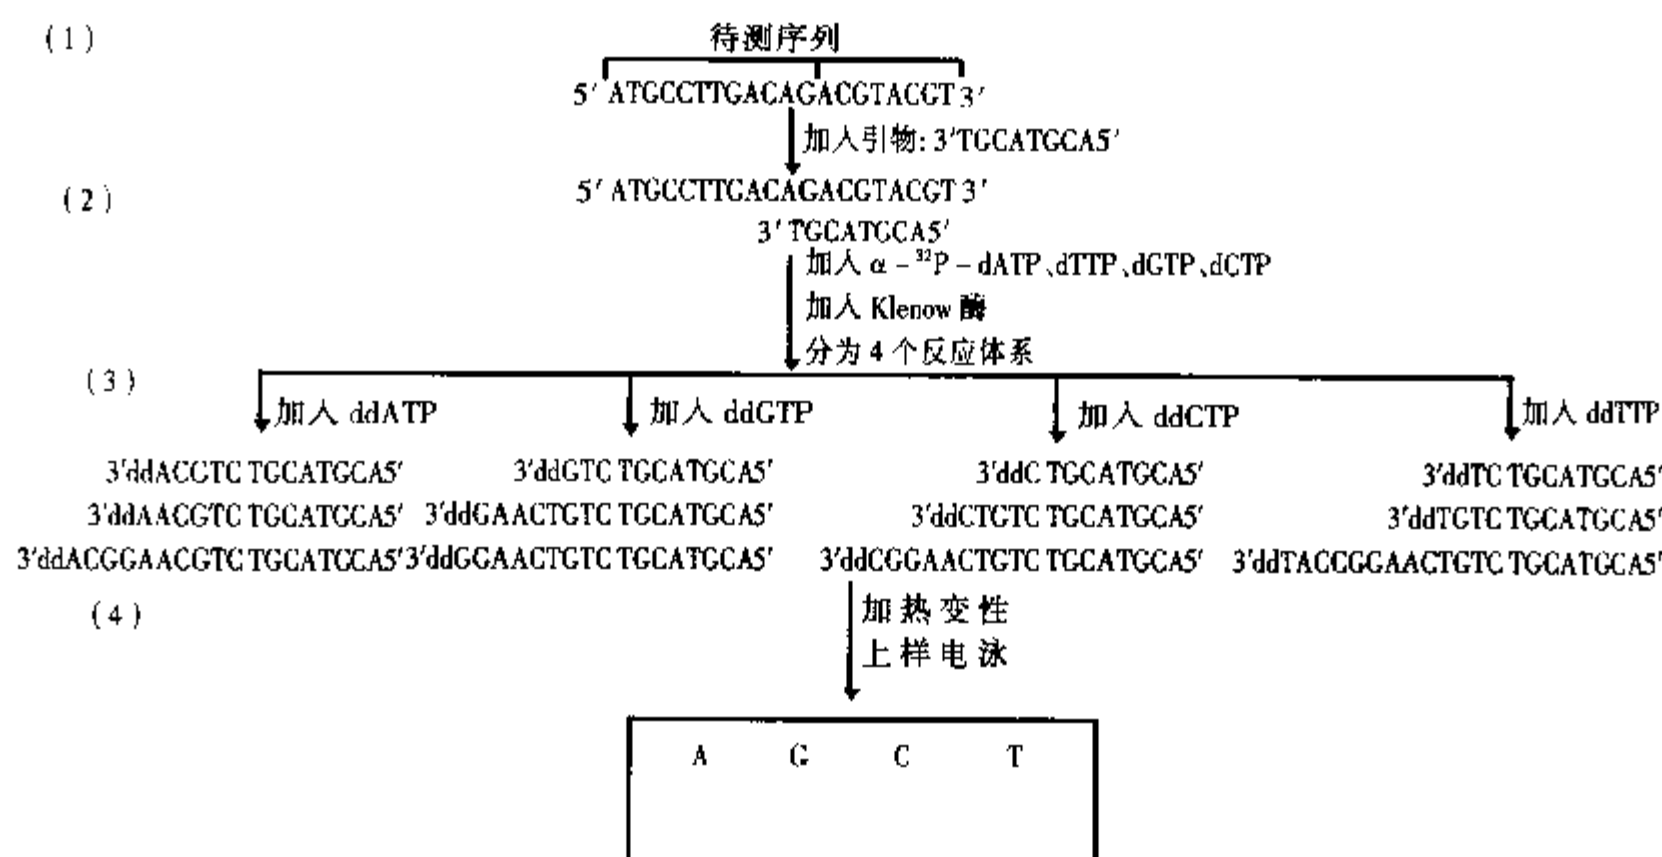 (1)
待测序列
5′ ATGCCTTGACAGACGTACGT 3′
加入引物: 3′TGCATGCA5′
(2)
5′ ATGCCTTGACAGACGTACGT 3′
3′ TGCATGCA5′
加入 α-³²P-dATP、dTTP、dGTP、dCTP
加入 Klenow 酶
分为 4 个反应体系
(3)
加入 ddATP 加入 ddGTP 加入 ddCTP 加入 ddTTP
3′ddACGTC TGCATGCA5′ 3′ddGTC TGCATGCA5′ 3′ddC TGCATGCA5′ 3′ddTC TGCATGCA5′
3′ddAACGTC TGCATGCA5′ 3′ddGAACTGTC TGCATGCA5′ 3′ddCTGTC TGCATGCA5′ 3′ddTGTC TGCATGCA5′
3′ddACGGAACGTC TGCATGCA5′ 3′ddGGAACTGTC TGCATGCA5′ 3′ddCGGAACTGTC TGCATGCA5′ 3′ddTACCGGAACTGTC TGCATGCA5′
(4)
加热变性
上样电泳
A G C T